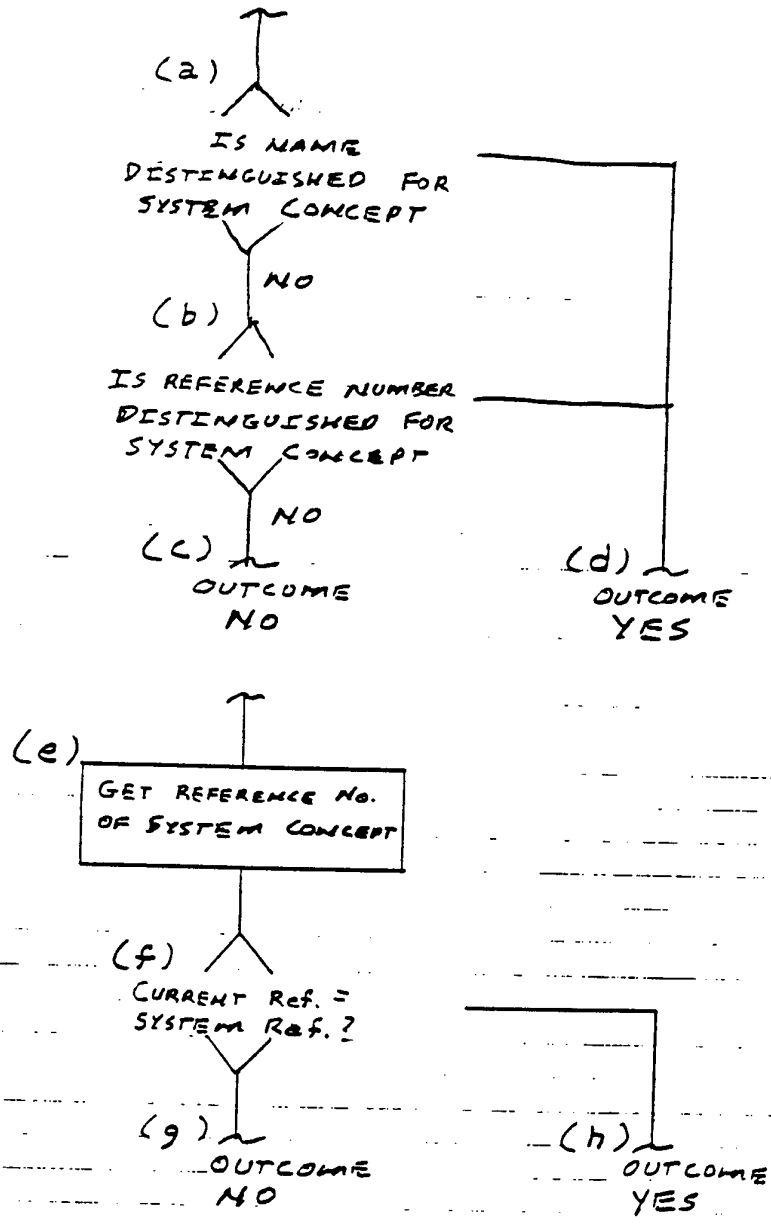 (a)
IS NAME
DISTINGUISHED FOR
SYSTEM CONCEPT
NO
(b)
IS REFERENCE NUMBER
DISTINGUISHED FOR
SYSTEM CONCEPT
NO
(c)
OUTCOME
NO
(d)
OUTCOME
YES
(e)
GET REFERENCE No.
OF SYSTEM CONCEPT
(f)
CURRENT Ref. =
SYSTEM Ref. ?
(g)
OUTCOME
NO
(h)
OUTCOME
YES